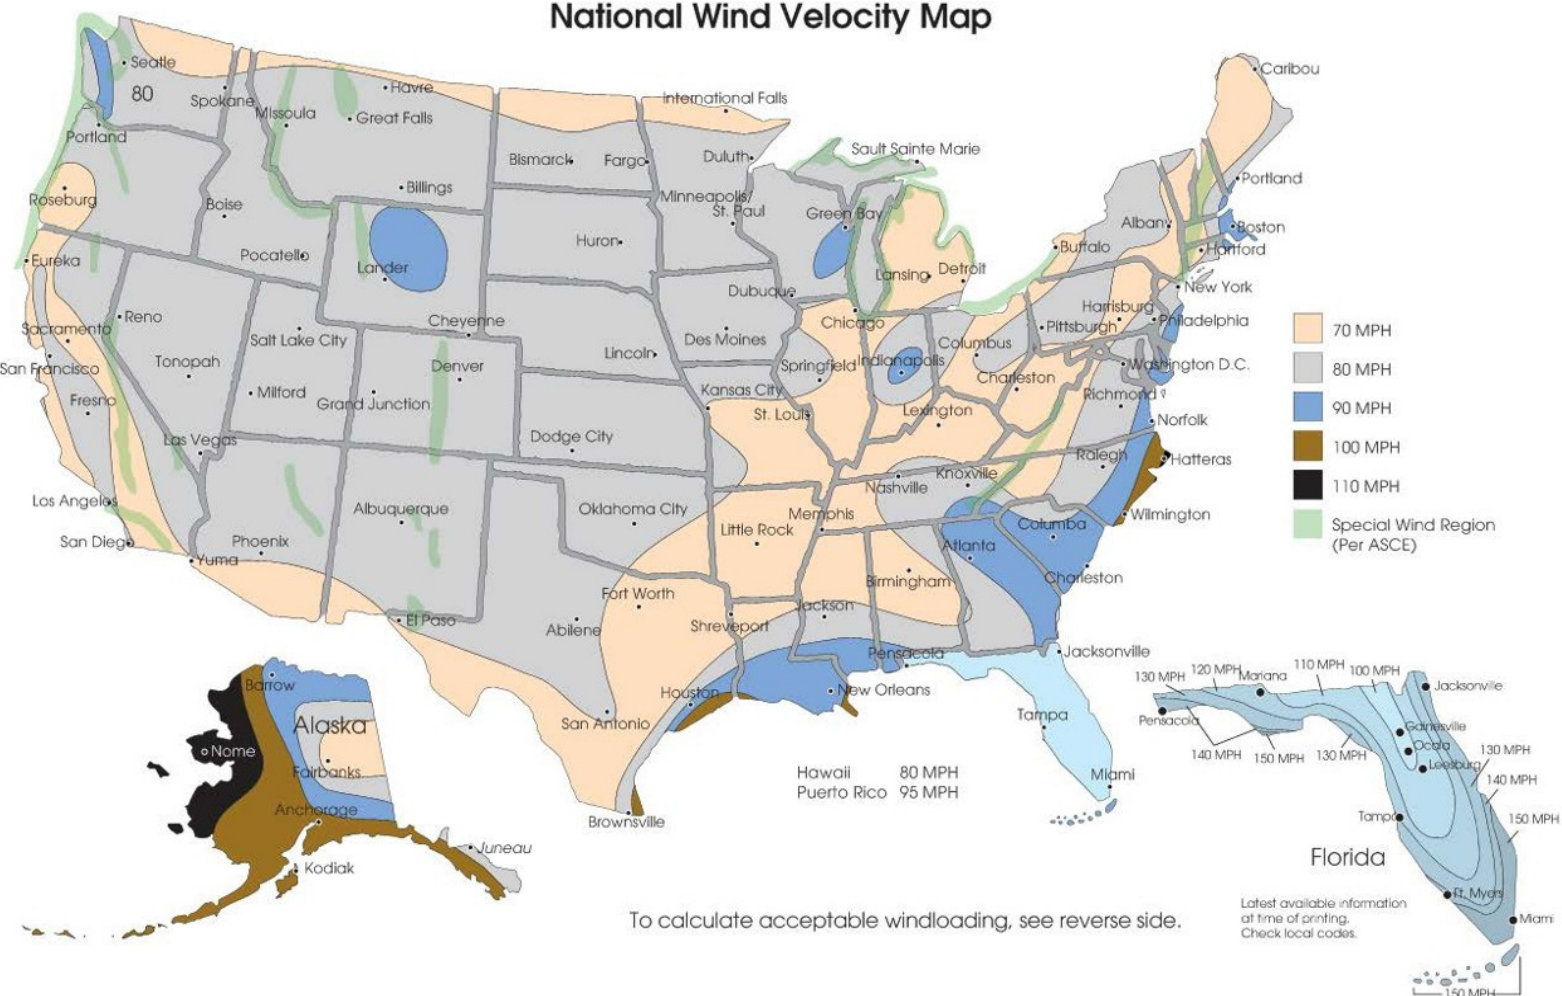 National Wind Velocity Map
Seatle
80
Spokane
Missoula
Havre
Great Falls
International Falls
Caribou
Portland
Bismarck
Fargo
Duluth
Sault Sainte Marie
Billings
Minneapolis/
St. Paul
Portland
Roseburg
Boise
Green Bay
Albany
Boston
Huron
Buffalo
Hartford
Eureka
Pocatello
Lander
Lansing
Detroit
Dubuque
New York
Reno
Cheyenne
Chicago
Harrisburg
Philadelphia
Sacramento
Salt Lake City
Des Moines
Pittsburgh
Columbus
San Francisco
Tonopah
Denver
Lincoln
Springfield
Indianapolis
Washington D.C.
Milford
Grand Junction
Kansas City
Charleston
Richmond
Fresno
St. Louis
Lexington
Norfolk
Las Vegas
Dodge City
Ralegh
Hatteras
Knoxville
Nashville
Los Angelos
Albuquerque
Oklahoma City
Memphis
Wilmington
Little Rock
Columba
San Diego
Phoenix
Atlanta
Yuma
Birmingham
Charleston
Fort Worth
Jackson
El Paso
Abilene
Shreveport
Pensacola
Jacksonville
Houston
New Orleans
San Antonio
Tampa
Miami
Brownsville
70 MPH
80 MPH
90 MPH
100 MPH
110 MPH
Special Wind Region
(Per ASCE)
Barrow
Alaska
Nome
Fairbanks
Anchorage
Juneau
Kodiak
Hawaii 80 MPH
Puerto Rico 95 MPH
130 MPH
120 MPH
Mariana
110 MPH
100 MPH
Jacksonville
Pensacola
Gainesville
Ocala
Leesburg
140 MPH
150 MPH
130 MPH
130 MPH
140 MPH
150 MPH
Tampa
Florida
Ft. Myers
Miami
150 MPH
Latest available information
at time of printing.
Check local codes.
To calculate acceptable windloading, see reverse side.